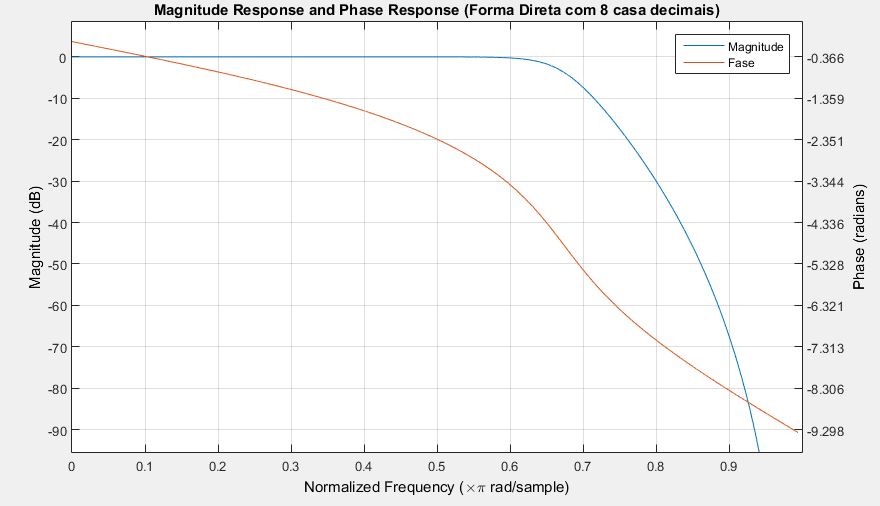 Magnitude Response and Phase Response (Forma Direta com 8 casa decimais)
Magnitude
Fase
Magnitude (dB)
0
-10
-20
-30
-40
-50
-60
-70
-80
-90
-0.366
-1.359
-2.351
-3.344
-4.336
-5.328
-6.321
-7.313
-8.306
-9.298
Phase (radians)
0 0.1 0.2 0.3 0.4 0.5 0.6 0.7 0.8 0.9
Normalized Frequency (×π rad/sample)